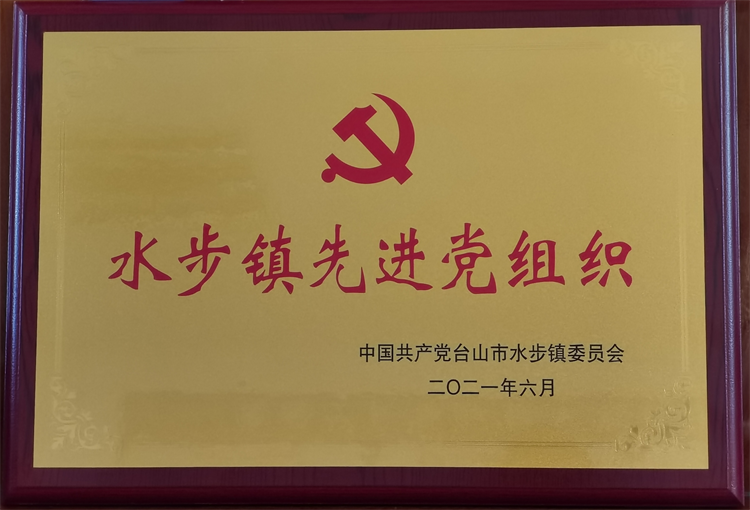 水步镇先进党组织
中国共产党台山市水步镇委员会
二〇二一年六月